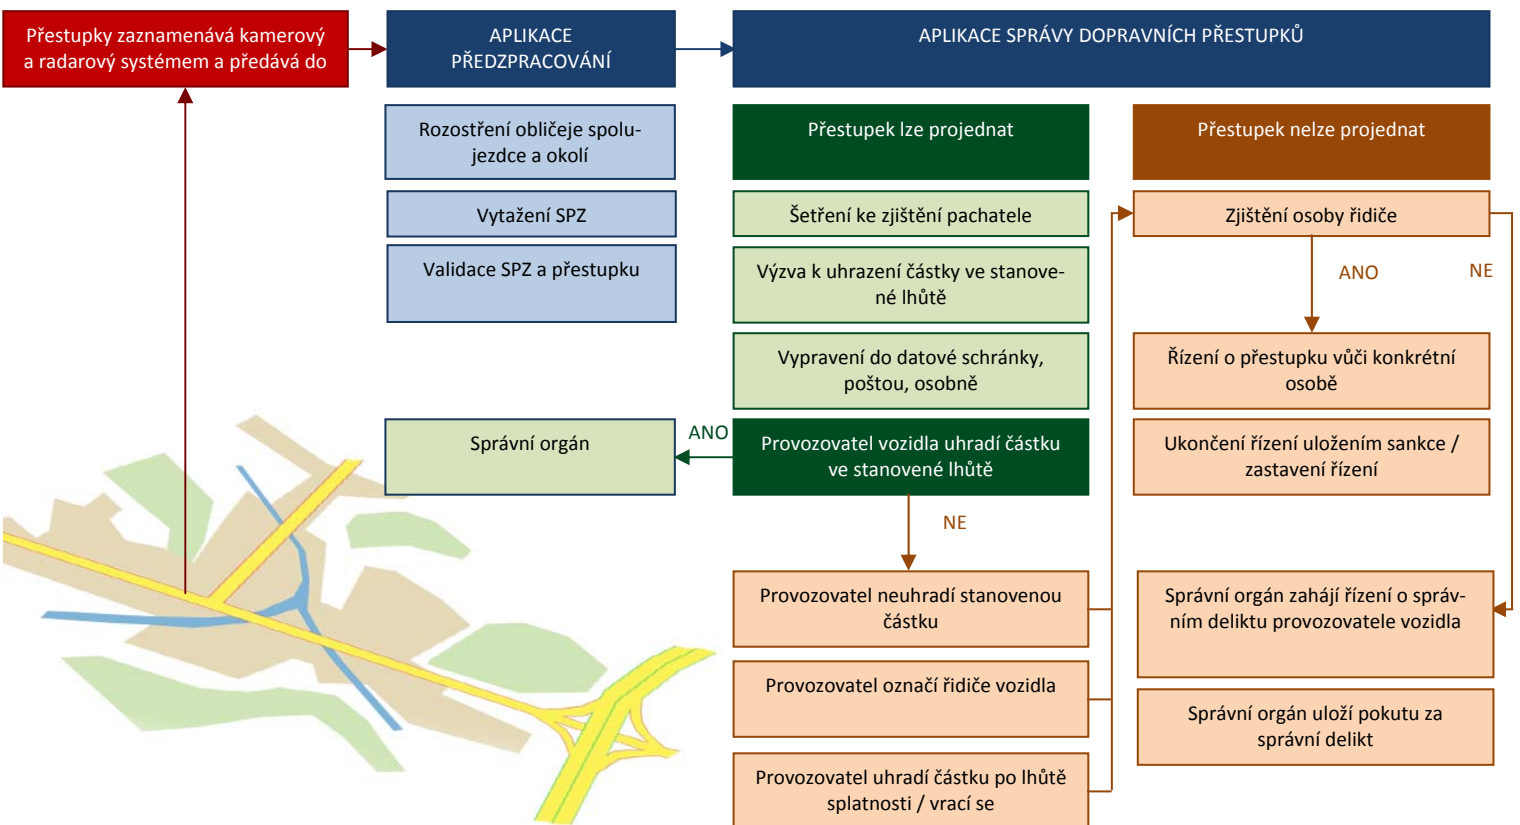 Přestupky zaznamenává kamerový
a radarový systémem a předává do
APLIKACE
PŘEDZPRACOVÁNÍ
APLIKACE SPRÁVY DOPRAVNÍCH PŘESTUPKŮ
Rozostření obličeje spolu-
jezdce a okolí
Vytažení SPZ
Validace SPZ a přestupku
Přestupek lze projednat
Šetření ke zjištění pachatele
Výzva k uhrazení částky ve stanove-
né lhůtě
Vypravení do datové schránky,
poštou, osobně
Provozovatel vozidla uhradí částku
ve stanovené lhůtě
ANO
Správní orgán
NE
Provozovatel neuhradí stanovenou
částku
Provozovatel označí řidiče vozidla
Provozovatel uhradí částku po lhůtě
splatnosti / vrací se
Přestupek nelze projednat
Zjištění osoby řidiče
ANO
NE
Řízení o přestupku vůči konkrétní
osobě
Ukončení řízení uložením sankce /
zastavení řízení
Správní orgán zahájí řízení o správ-
ním deliktu provozovatele vozidla
Správní orgán uloží pokutu za
správní delikt